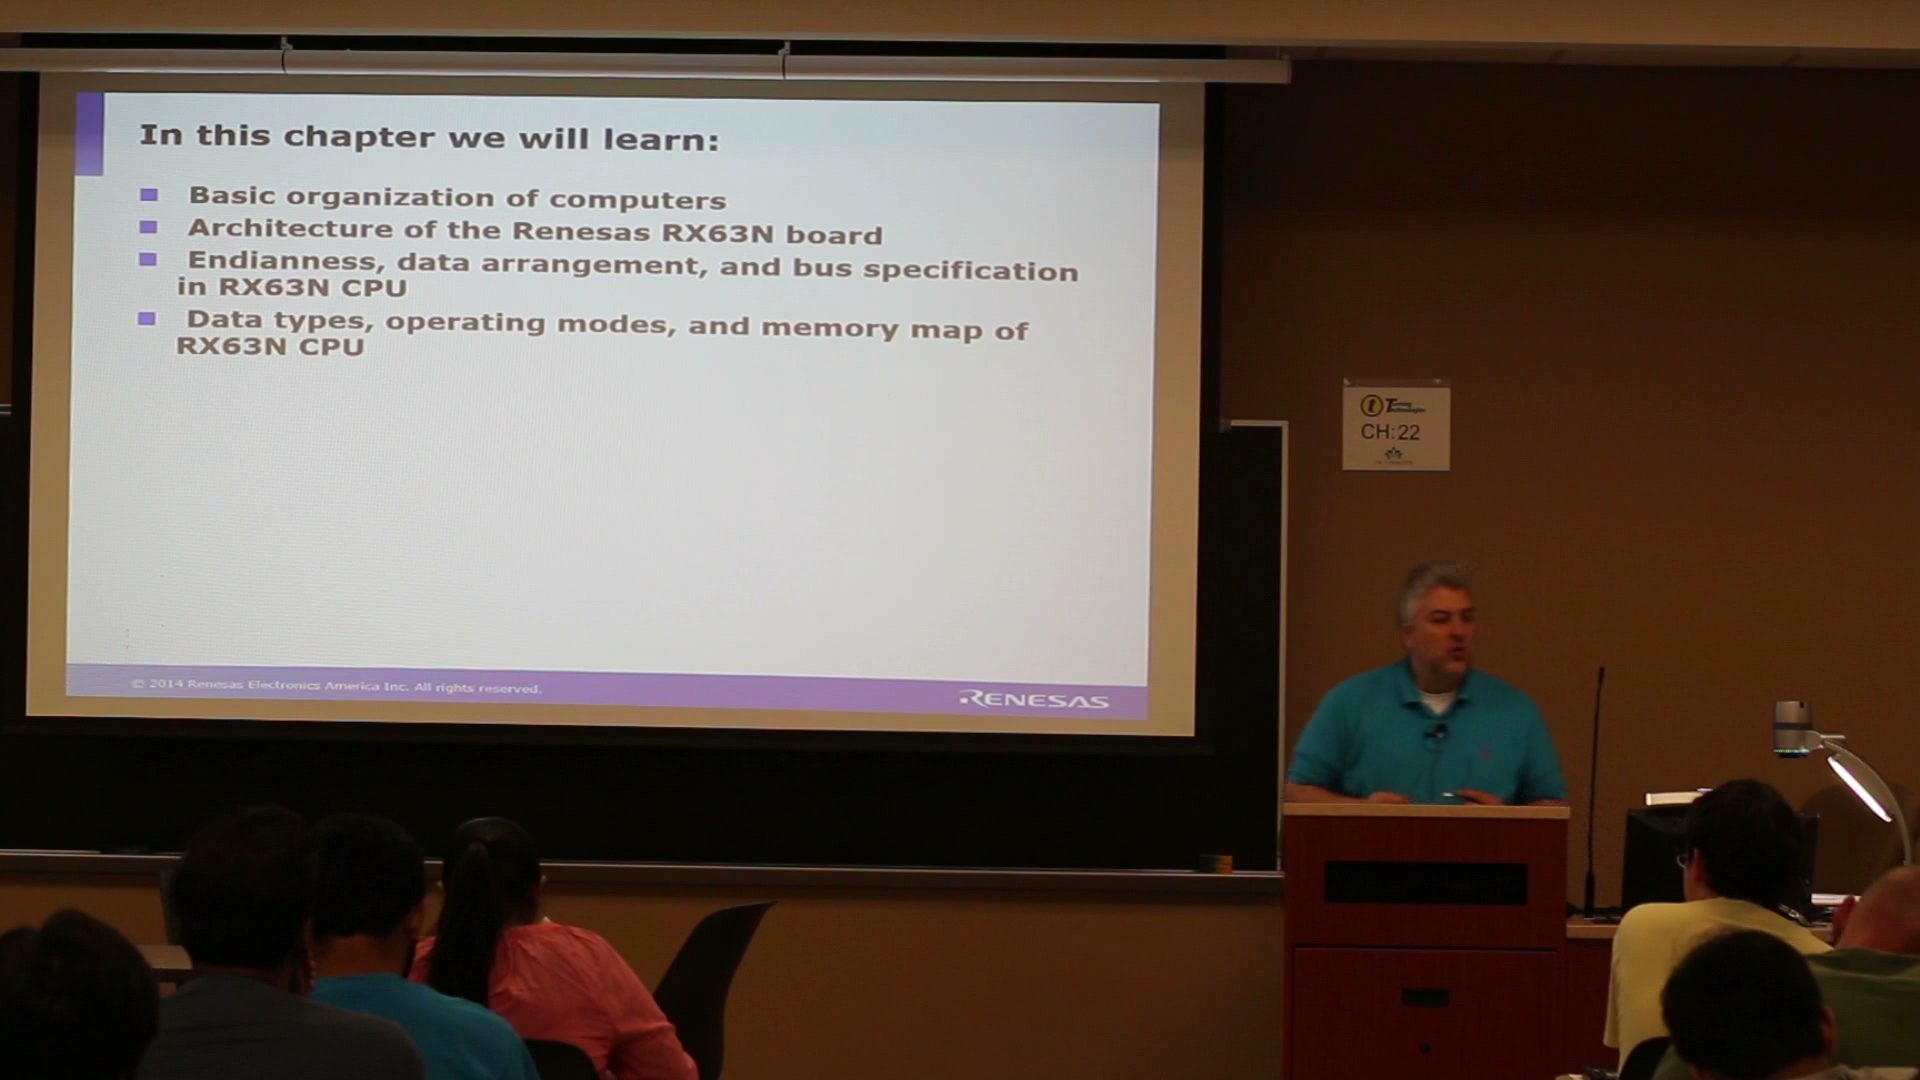 In this chapter we will learn:
Basic organization of computers
Architecture of the Renesas RX63N board
Endianness, data arrangement, and bus specification
in RX63N CPU
Data types, operating modes, and memory map of
RX63N CPU
© 2014 Renesas Electronics America Inc. All rights reserved.
RENESAS
Turning
Technologies
CH:22